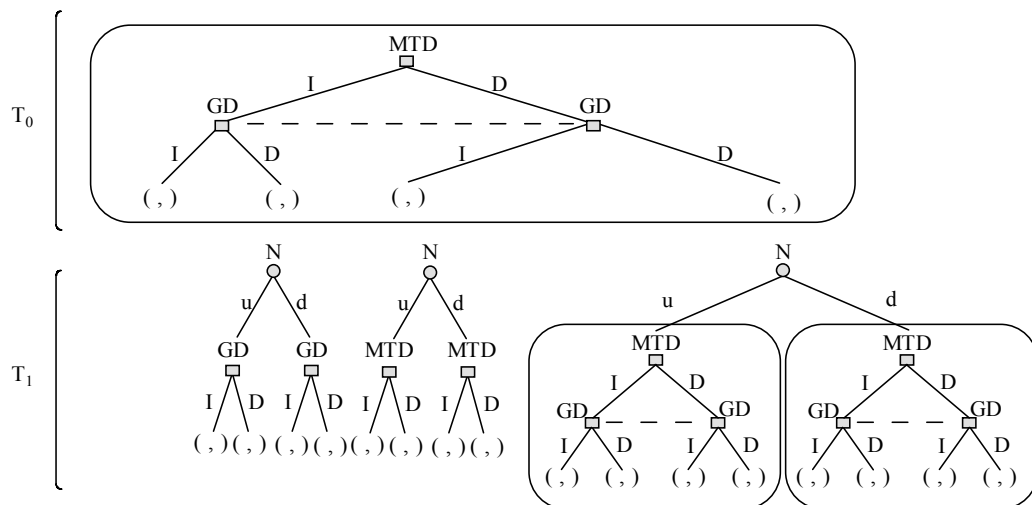 MTD
I D
GD GD
T0
I D I D
( , ) ( , ) ( , ) ( , )
N N N
u d u d u d
GD GD MTD MTD MTD MTD
T1
I D I D I D I D I D I D
GD GD GD GD
( , ) ( , ) ( , ) ( , ) ( , ) ( , ) ( , ) ( , )
I D I D I D I D
( , ) ( , ) ( , ) ( , ) ( , ) ( , ) ( , ) ( , )